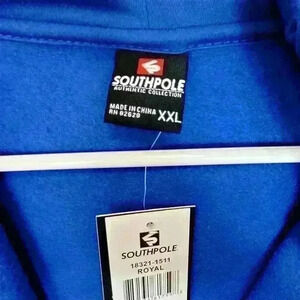 SOUTHPOLE
AUTHENTIC COLLECTION
MADE IN CHINA
RN 92629
XXL
SOUTHPOLE
18321-1511
ROYAL